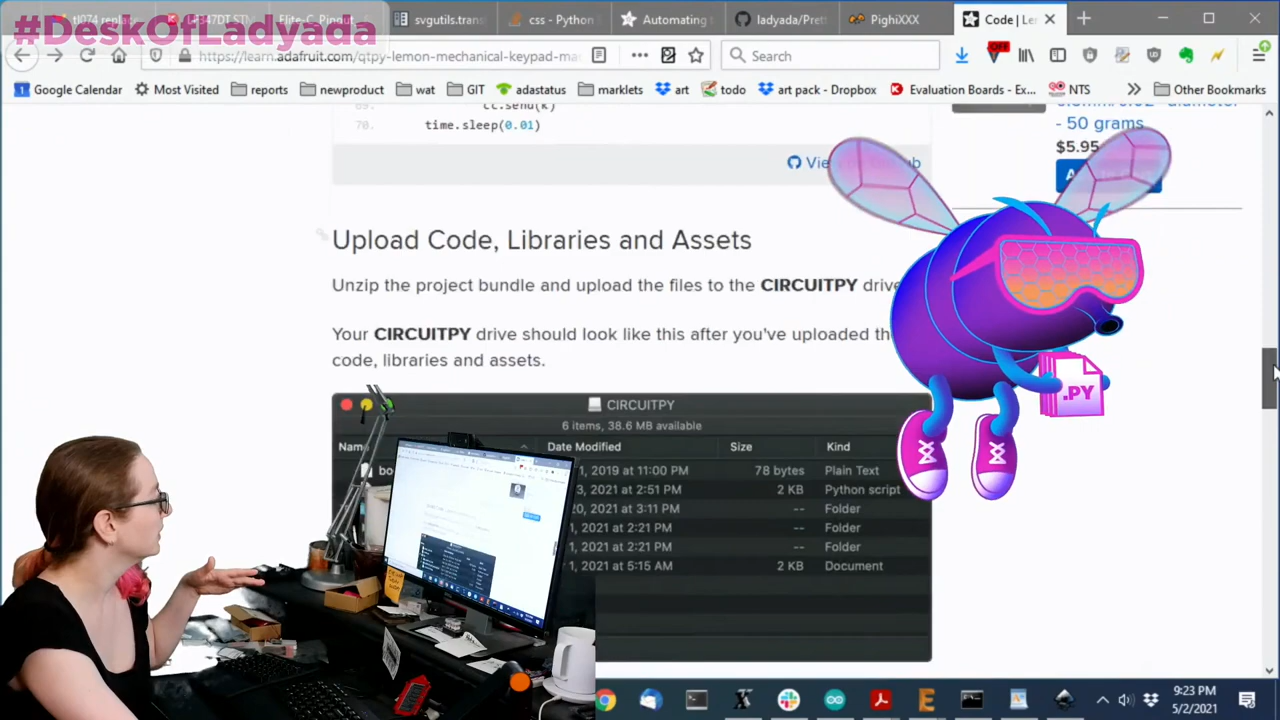 #DeskOfLadyada
svgutils.trans
css - Python
Automating
ladyada/Prett
PighiXXX
Code | Le
https://learn.adafruit.com/qtpy-lemon-mechanical-keypad-ma
Search
OFF
Google Calendar
Most Visited
reports
newproduct
wat
GIT
adastatus
marklets
art
todo
art pack - Dropbox
Evaluation Boards - Ex...
NTS
Other Bookmarks
cc.send(k)
70. time.sleep(0.01)
- 50 grams
$5.95
Upload Code, Libraries and Assets
Unzip the project bundle and upload the files to the CIRCUITPY drive
Your CIRCUITPY drive should look like this after you've uploaded the
code, libraries and assets.
.PY
CIRCUITPY
6 items, 38.6 MB available
Name Date Modified Size Kind
1, 2019 at 11:00 PM 78 bytes Plain Text
3, 2021 at 2:51 PM 2 KB Python script
20, 2021 at 3:11 PM -- Folder
1, 2021 at 2:21 PM -- Folder
1, 2021 at 2:21 PM -- Folder
1, 2021 at 5:15 AM 2 KB Document
9:23 PM
5/2/2021